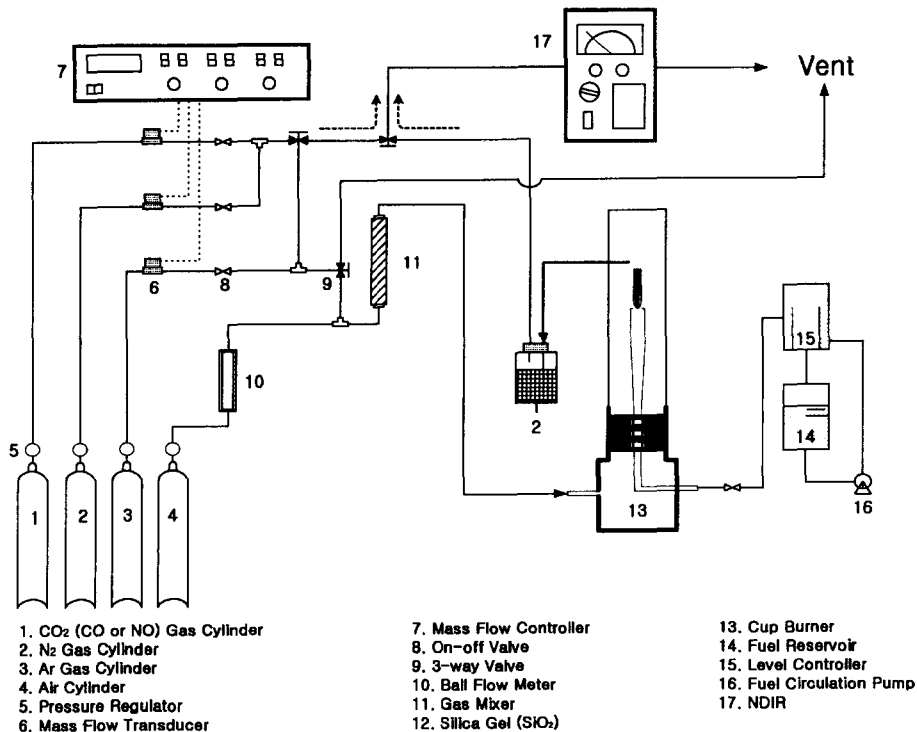 17
7
Vent
11
6
8
9
10
15
2
14
5
1
2
3
4
13
16
1. CO₂ (CO or NO) Gas Cylinder
2. N₂ Gas Cylinder
3. Ar Gas Cylinder
4. Air Cylinder
5. Pressure Regulator
6. Mass Flow Transducer
7. Mass Flow Controller
8. On-off Valve
9. 3-way Valve
10. Ball Flow Meter
11. Gas Mixer
12. Silica Gel (SiO₂)
13. Cup Burner
14. Fuel Reservoir
15. Level Controller
16. Fuel Circulation Pump
17. NDIR